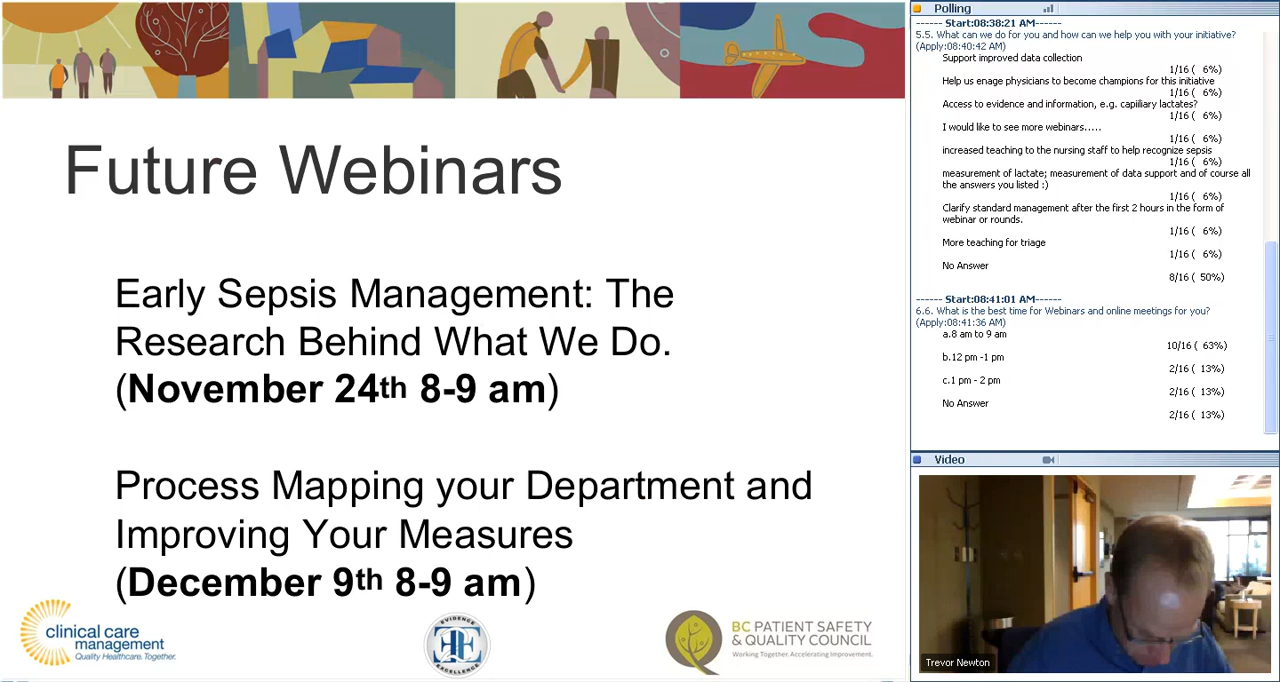 Future Webinars
Early Sepsis Management: The
Research Behind What We Do.
(November 24th 8-9 am)
Process Mapping your Department and
Improving Your Measures
(December 9th 8-9 am)
clinical care
management
Quality Healthcare. Together.
EVIDENCE
EXCELLENCE
BC PATIENT SAFETY
& QUALITY COUNCIL
Working Together. Accelerating Improvement.
Polling
------ Start:08:38:21 AM------
5.5. What can we do for you and how can we help you with your initiative?
(Apply:08:40:42 AM)
Support improved data collection
1/16 ( 6%)
Help us enage physicians to become champions for this initiative
1/16 ( 6%)
Access to evidence and information, e.g. capiliary lactates?
1/16 ( 6%)
I would like to see more webinars.....
1/16 ( 6%)
increased teaching to the nursing staff to help recognize sepsis
1/16 ( 6%)
measurement of lactate; measurement of data support and of course all
the answers you listed :)
1/16 ( 6%)
Clarify standard management after the first 2 hours in the form of
webinar or rounds.
1/16 ( 6%)
More teaching for triage
1/16 ( 6%)
No Answer
8/16 ( 50%)
------ Start:08:41:01 AM------
6.6. What is the best time for Webinars and online meetings for you?
(Apply:08:41:36 AM)
a.8 am to 9 am
10/16 ( 63%)
b.12 pm -1 pm
2/16 ( 13%)
c.1 pm - 2 pm
2/16 ( 13%)
No Answer
2/16 ( 13%)
Video
Trevor Newton